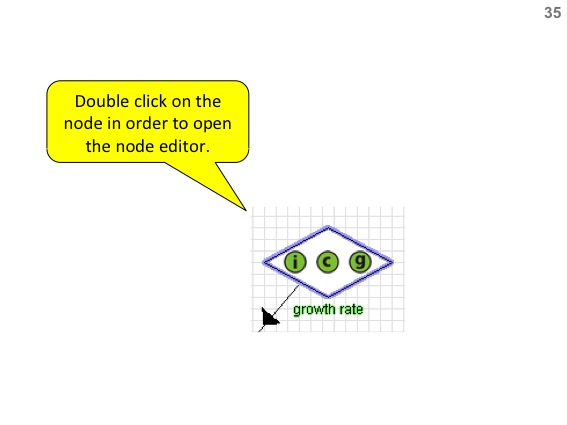 35
Double click on the
node in order to open
the node editor.
i c g
growth rate